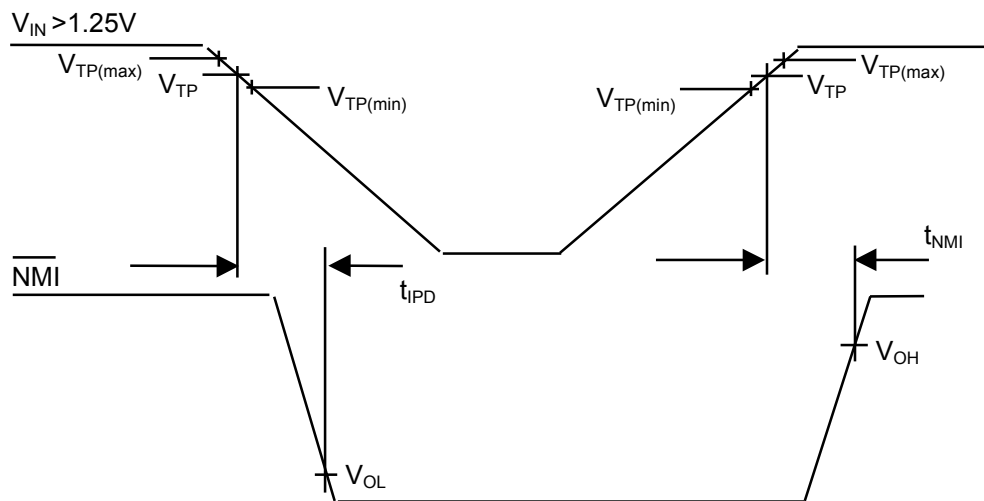 V_IN >1.25V
V_TP(max)
V_TP
V_TP(min)
V_TP(min)
V_TP
V_TP(max)
NMI
t_IPD
t_NMI
V_OH
V_OL